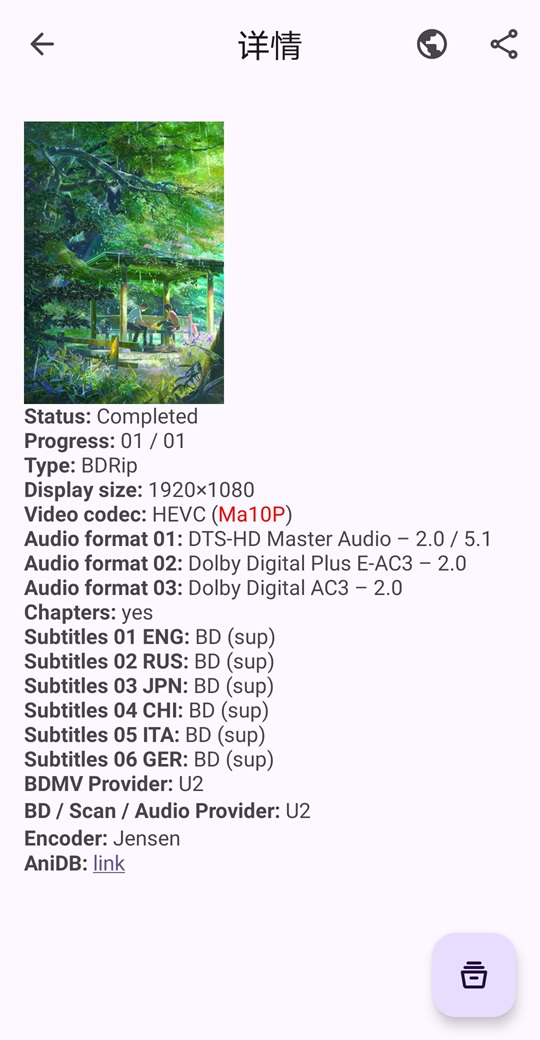 详情
Status: Completed
Progress: 01 / 01
Type: BDRip
Display size: 1920×1080
Video codec: HEVC (Ma10P)
Audio format 01: DTS-HD Master Audio – 2.0 / 5.1
Audio format 02: Dolby Digital Plus E-AC3 – 2.0
Audio format 03: Dolby Digital AC3 – 2.0
Chapters: yes
Subtitles 01 ENG: BD (sup)
Subtitles 02 RUS: BD (sup)
Subtitles 03 JPN: BD (sup)
Subtitles 04 CHI: BD (sup)
Subtitles 05 ITA: BD (sup)
Subtitles 06 GER: BD (sup)
BDMV Provider: U2
BD / Scan / Audio Provider: U2
Encoder: Jensen
AniDB: link